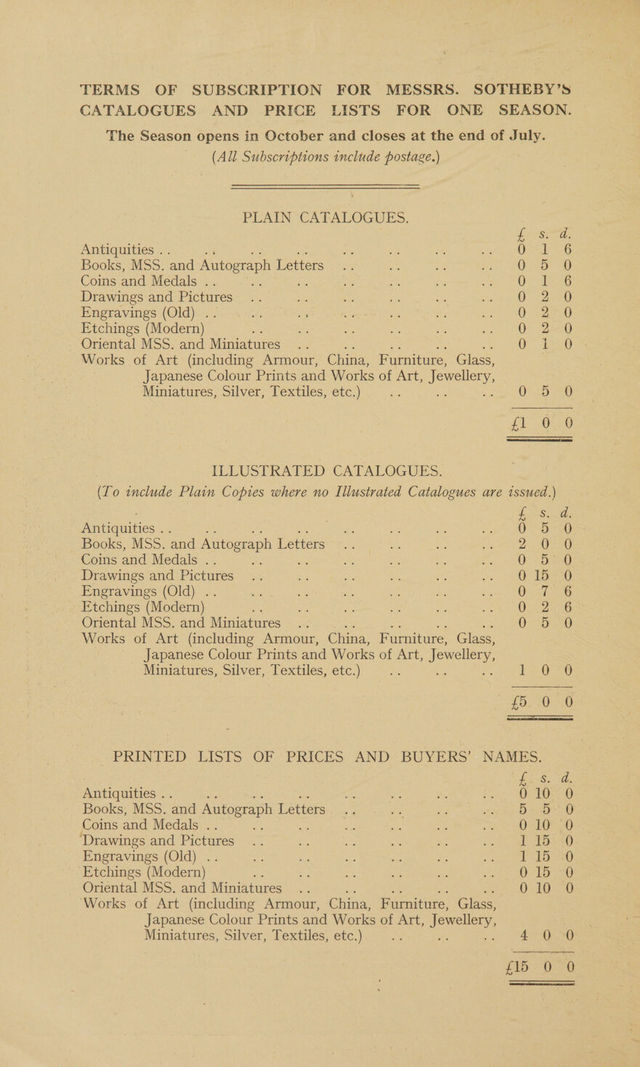 TERMS OF SUBSCRIPTION FOR MESSRS. SOTHEBY'S
CATALOGUES AND PRICE LISTS FOR ONE SEASON.
The Season opens in October and closes at the end of July.
(All Subscriptions include postage.)
PLAIN CATALOGUES.
£ s. d.
Antiquities .. .. .. .. .. .. .. .. 0 1 6
Books, MSS. and Autograph Letters .. .. .. .. 0 5 0
Coins and Medals .. .. .. .. .. .. .. 0 1 6
Drawings and Pictures .. .. .. .. .. .. 0 2 0
Engravings (Old) .. .. .. .. .. .. .. 0 2 0
Etchings (Modern) .. .. .. .. .. .. 0 2 0
Oriental MSS. and Miniatures .. .. .. .. .. 0 1 0
Works of Art (including Armour, China, Furniture, Glass,
Japanese Colour Prints and Works of Art, Jewellery,
Miniatures, Silver, Textiles, etc.) .. .. .. 0 5 0
£1 0 0
ILLUSTRATED CATALOGUES.
(To include Plain Copies where no Illustrated Catalogues are issued.)
£ s. d.
Antiquities .. .. .. .. .. .. .. .. 0 5 0
Books, MSS. and Autograph Letters .. .. .. .. 2 0 0
Coins and Medals .. .. .. .. .. .. .. 0 5 0
Drawings and Pictures .. .. .. .. .. .. 0 15 0
Engravings (Old) .. .. .. .. .. .. .. 0 7 6
Etchings (Modern) .. .. .. .. .. .. 0 2 6
Oriental MSS. and Miniatures .. .. .. .. .. 0 5 0
Works of Art (including Armour, China, Furniture, Glass,
Japanese Colour Prints and Works of Art, Jewellery,
Miniatures, Silver, Textiles, etc.) .. .. .. 1 0 0
£5 0 0
PRINTED LISTS OF PRICES AND BUYERS' NAMES.
£ s. d.
Antiquities .. .. .. .. .. .. .. .. 0 10 0
Books, MSS. and Autograph Letters .. .. .. .. 5 5 0
Coins and Medals .. .. .. .. .. .. .. 0 10 0
Drawings and Pictures .. .. .. .. .. .. 1 15 0
Engravings (Old) .. .. .. .. .. .. .. 1 15 0
Etchings (Modern) .. .. .. .. .. .. 0 15 0
Oriental MSS. and Miniatures .. .. .. .. .. 0 10 0
Works of Art (including Armour, China, Furniture, Glass,
Japanese Colour Prints and Works of Art, Jewellery,
Miniatures, Silver, Textiles, etc.) .. .. .. 4 0 0
£15 0 0